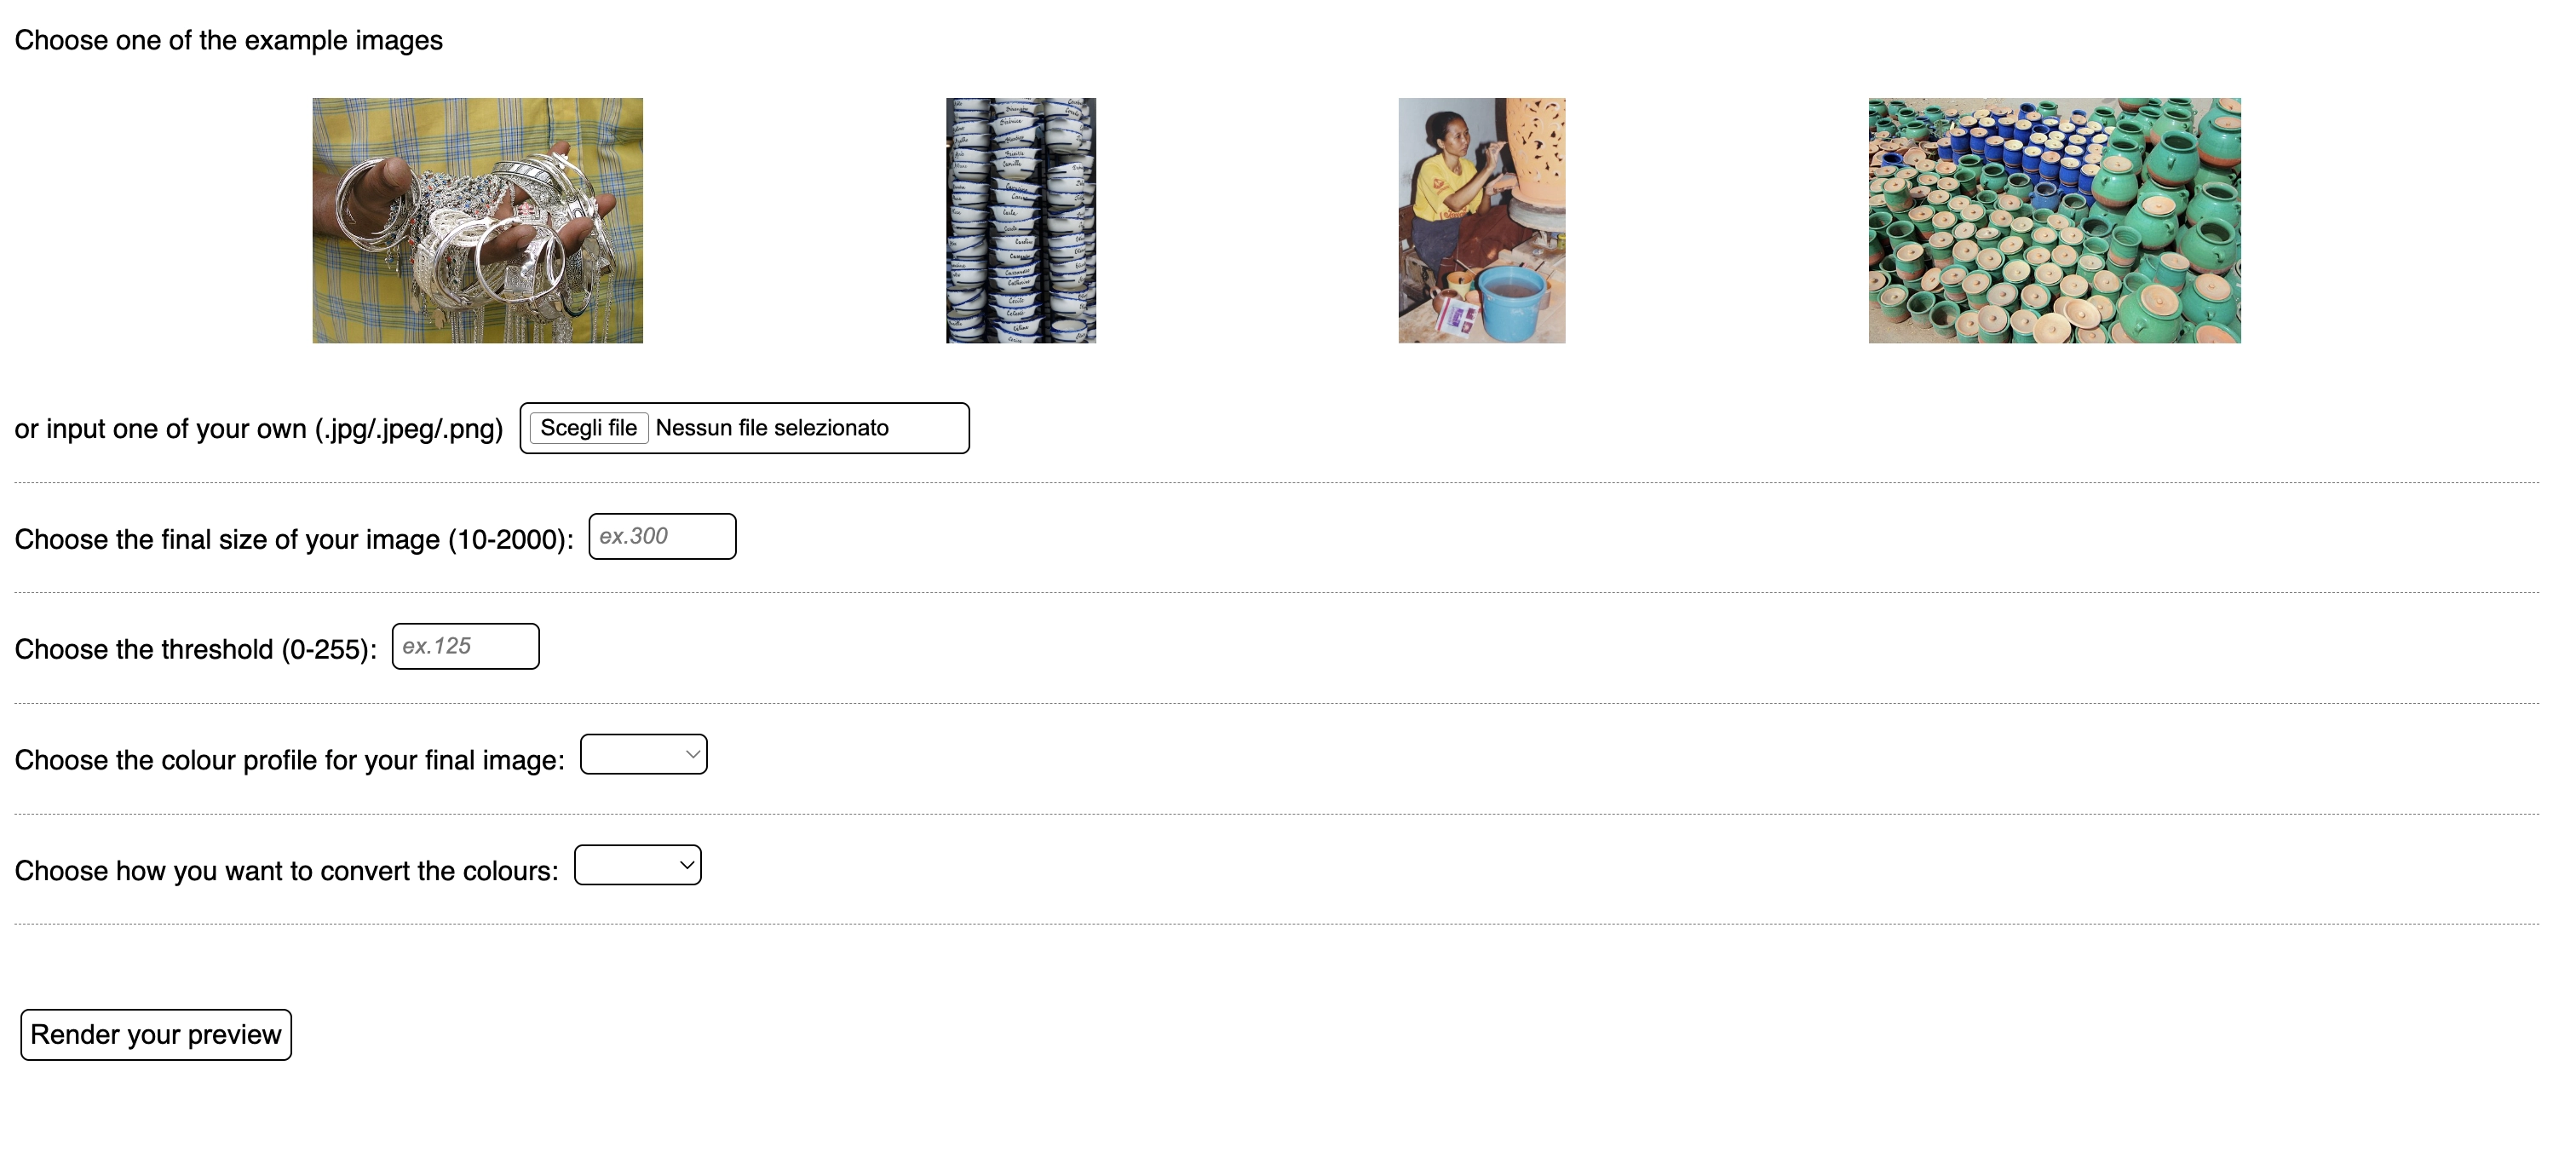 Choose one of the example images
or input one of your own (.jpg/.jpeg/.png) Scegli file Nessun file selezionato
Choose the final size of your image (10-2000): ex.300
Choose the threshold (0-255): ex.125
Choose the colour profile for your final image:
Choose how you want to convert the colours:
Render your preview